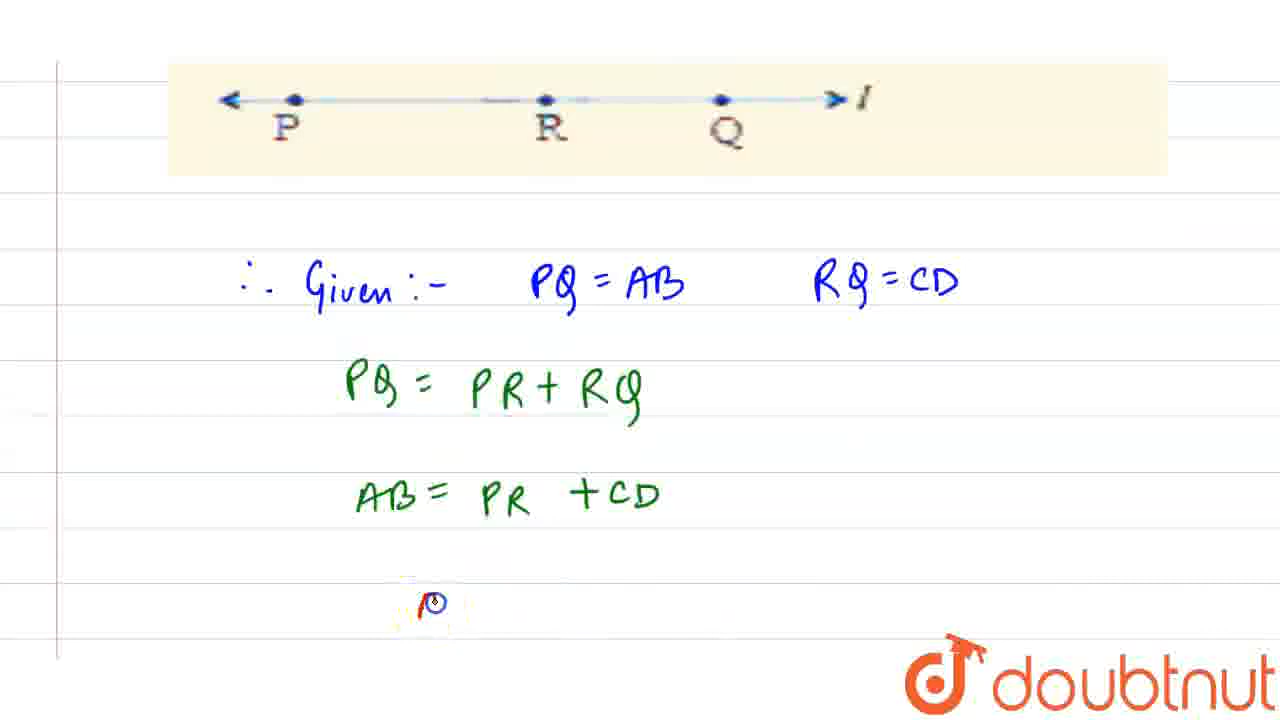 l
P R Q
∴ Given :- PQ = AB RQ = CD
PQ = PR + RQ
AB = PR + CD
doubtnut